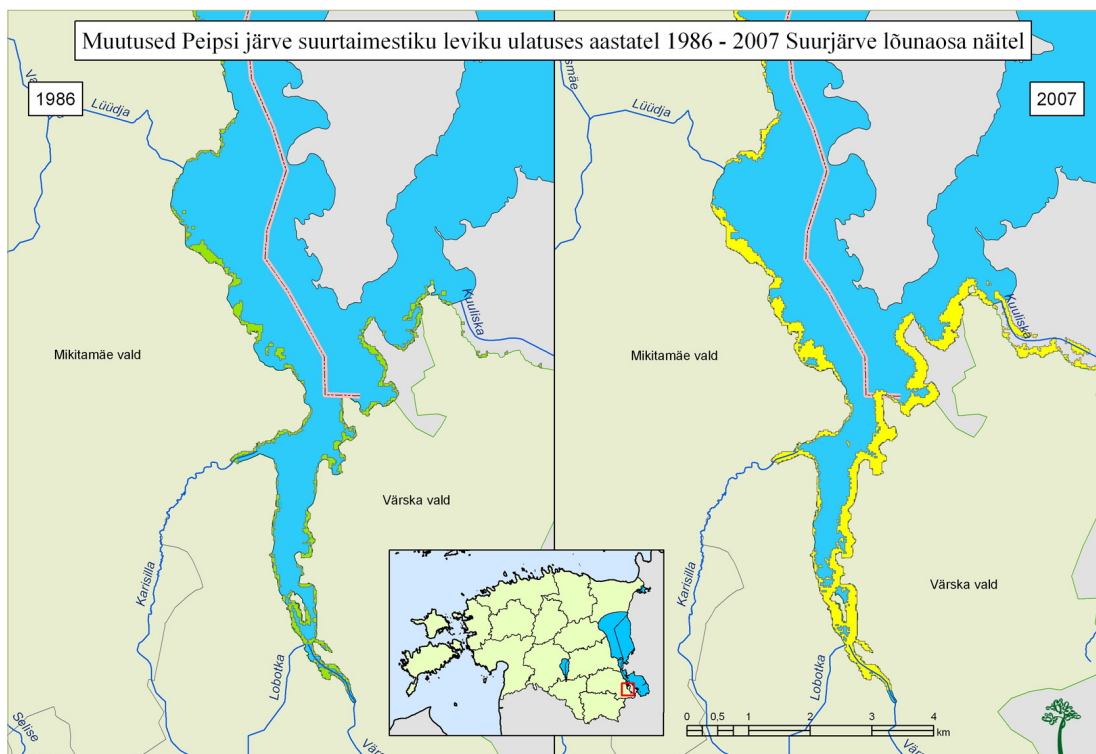 Muutused Peipsi järve suurtaimestiku leviku ulatuses aastatel 1986 - 2007 Suurjärve lõunaosa näitel
1986
2007
Lüüdja
Lüüdja
Kuuliska
Kuuliska
Mikitamäe vald
Mikitamäe vald
Värska vald
Värska vald
Karisilla
Karisilla
Lobotka
Lobotka
Selise
0 0,5 1 2 3 4
km